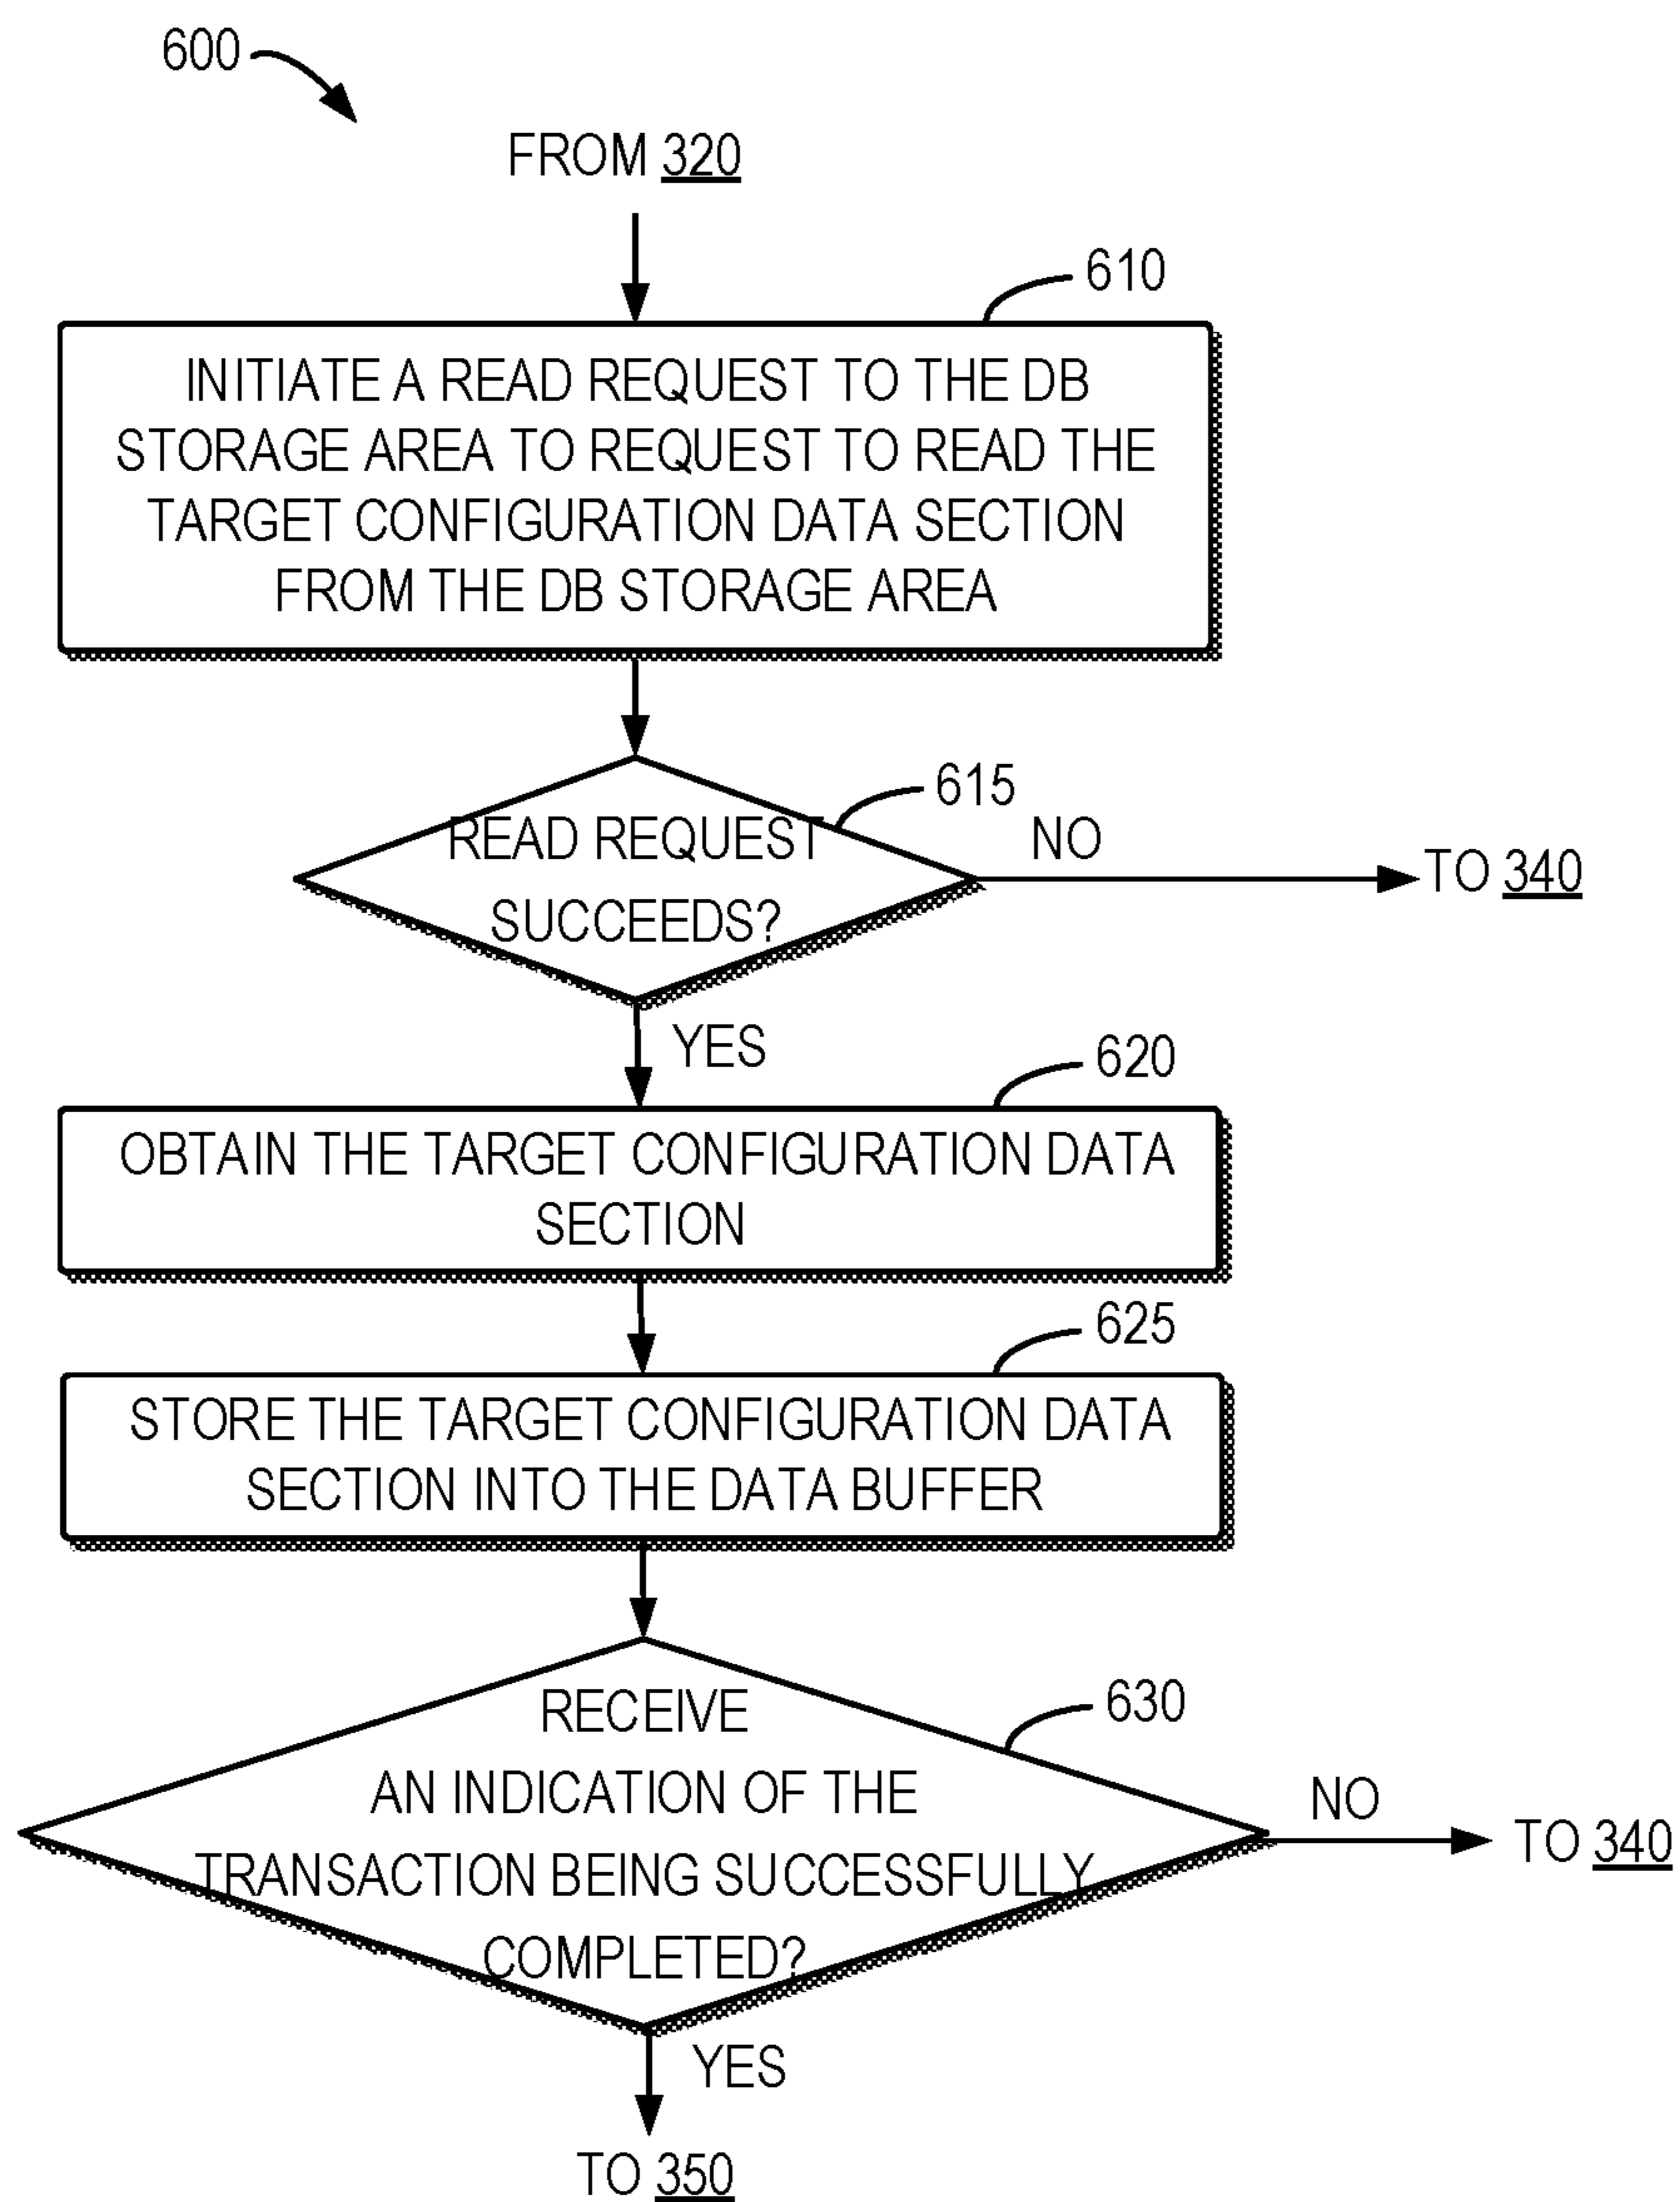 600
FROM 320
610
INITIATE A READ REQUEST TO THE DB
STORAGE AREA TO REQUEST TO READ THE
TARGET CONFIGURATION DATA SECTION
FROM THE DB STORAGE AREA
615
READ REQUEST
SUCCEEDS?
NO
TO 340
YES
620
OBTAIN THE TARGET CONFIGURATION DATA
SECTION
625
STORE THE TARGET CONFIGURATION DATA
SECTION INTO THE DATA BUFFER
630
RECEIVE
AN INDICATION OF THE
TRANSACTION BEING SUCCESSFULLY
COMPLETED?
NO
TO 340
YES
TO 350